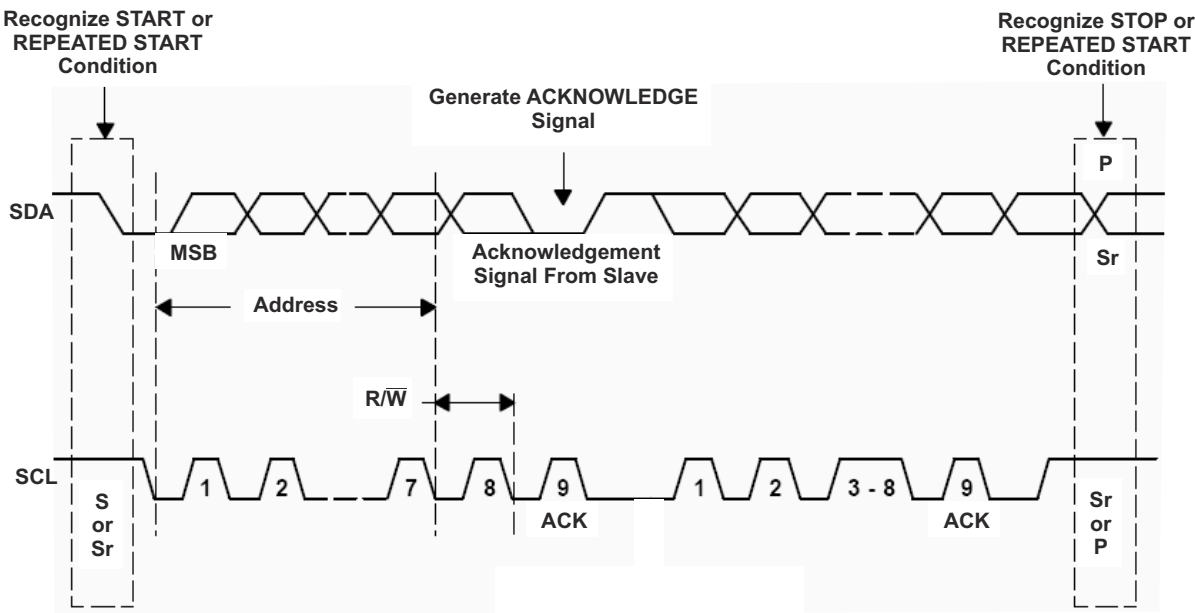 Recognize START or
REPEATED START
Condition
Recognize STOP or
REPEATED START
Condition
Generate ACKNOWLEDGE
Signal
P
SDA
MSB
Acknowledgement
Signal From Slave
Sr
Address
R/W̅
SCL
1
2
7
8
9
1
2
3 - 8
9
S
or
Sr
ACK
ACK
Sr
or
P